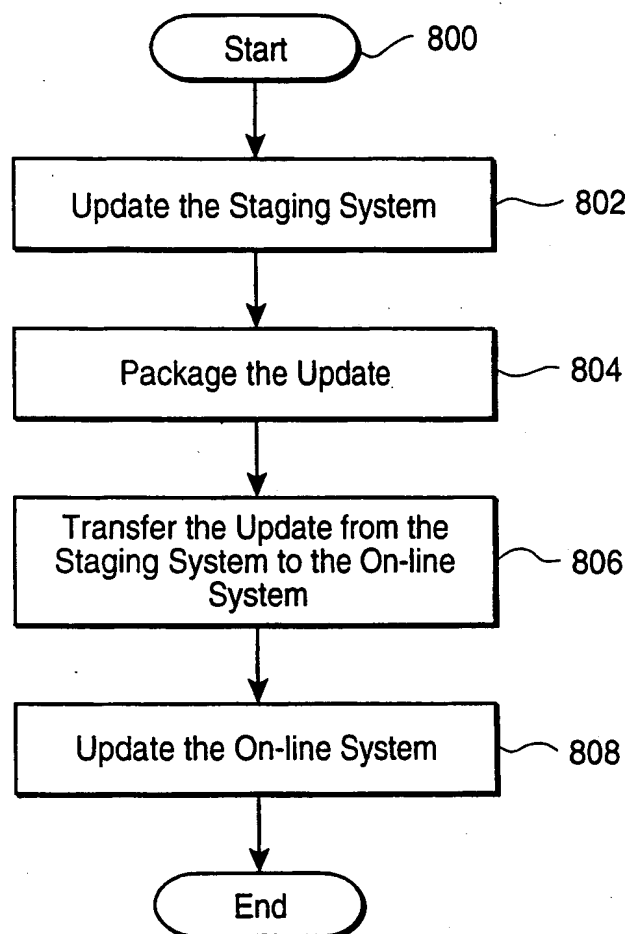 Start
800
Update the Staging System
802
Package the Update
804
Transfer the Update from the
Staging System to the On-line
System
806
Update the On-line System
808
End